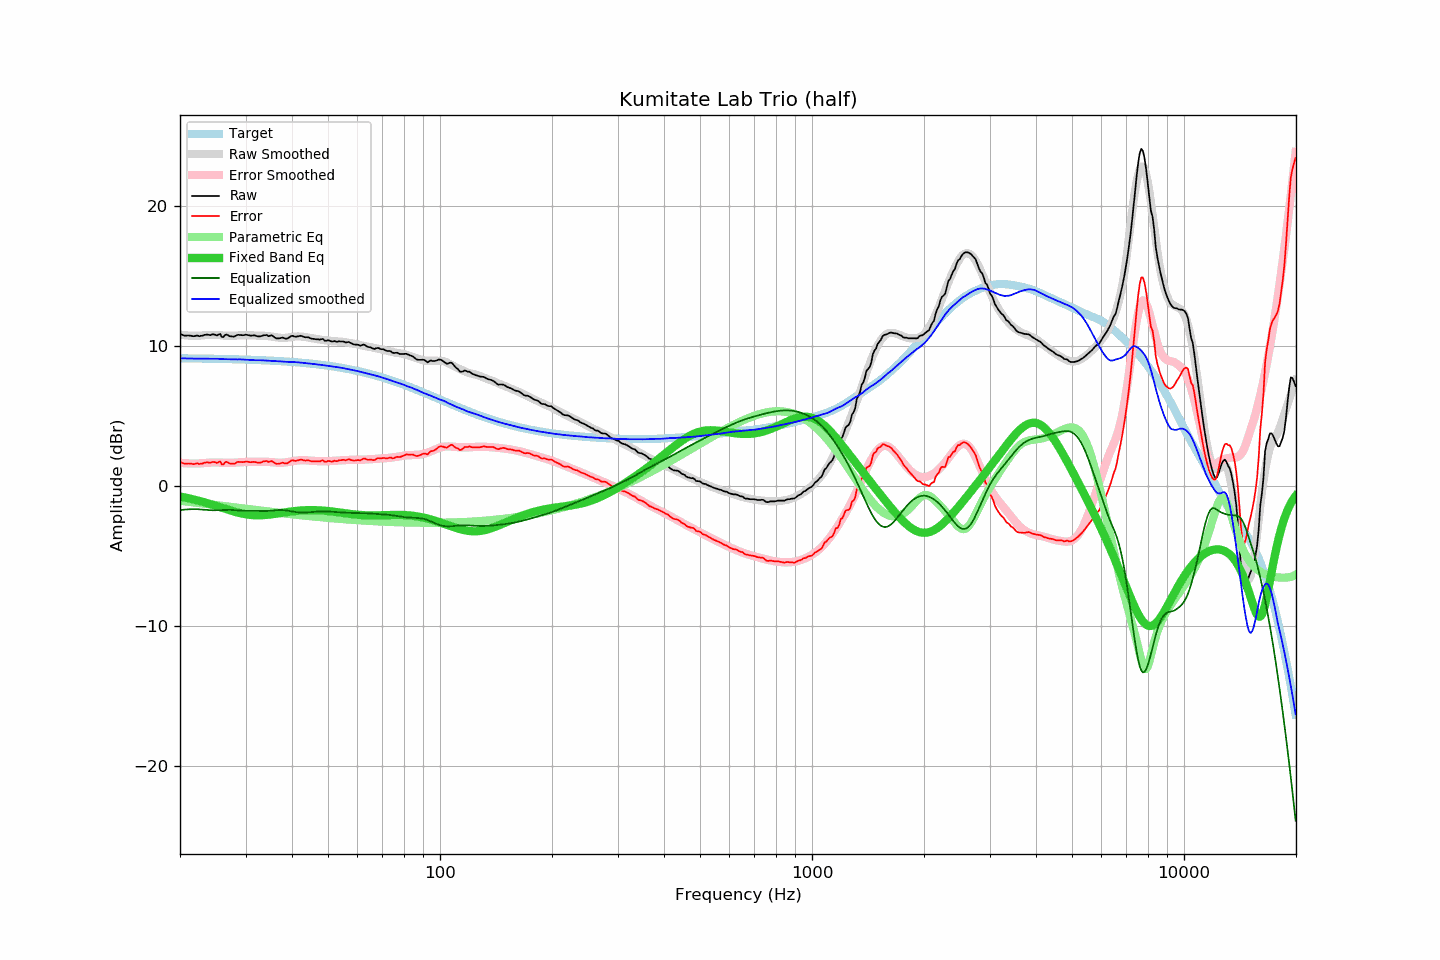 Kumitate Lab Trio (half)
Target
Raw Smoothed
Error Smoothed
Raw
Error
Parametric Eq
Fixed Band Eq
Equalization
Equalized smoothed
Amplitude (dBr)
20
10
0
−10
−20
100
1000
10000
Frequency (Hz)